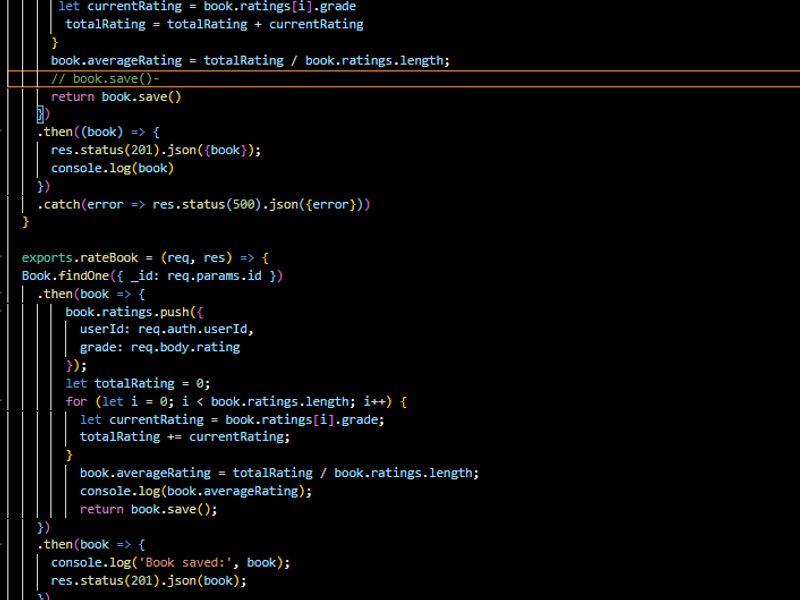 let currentRating = book.ratings[i].grade
totalRating = totalRating + currentRating
}
book.averageRating = totalRating / book.ratings.length;
// book.save()-
return book.save()
})
.then((book) => {
res.status(201).json({book});
console.log(book)
})
.catch(error => res.status(500).json({error}))
}
exports.rateBook = (req, res) => {
Book.findOne({ _id: req.params.id })
.then(book => {
book.ratings.push({
userId: req.auth.userId,
grade: req.body.rating
});
let totalRating = 0;
for (let i = 0; i < book.ratings.length; i++) {
let currentRating = book.ratings[i].grade;
totalRating += currentRating;
}
book.averageRating = totalRating / book.ratings.length;
console.log(book.averageRating);
return book.save();
})
.then(book => {
console.log('Book saved:', book);
res.status(201).json(book);
})